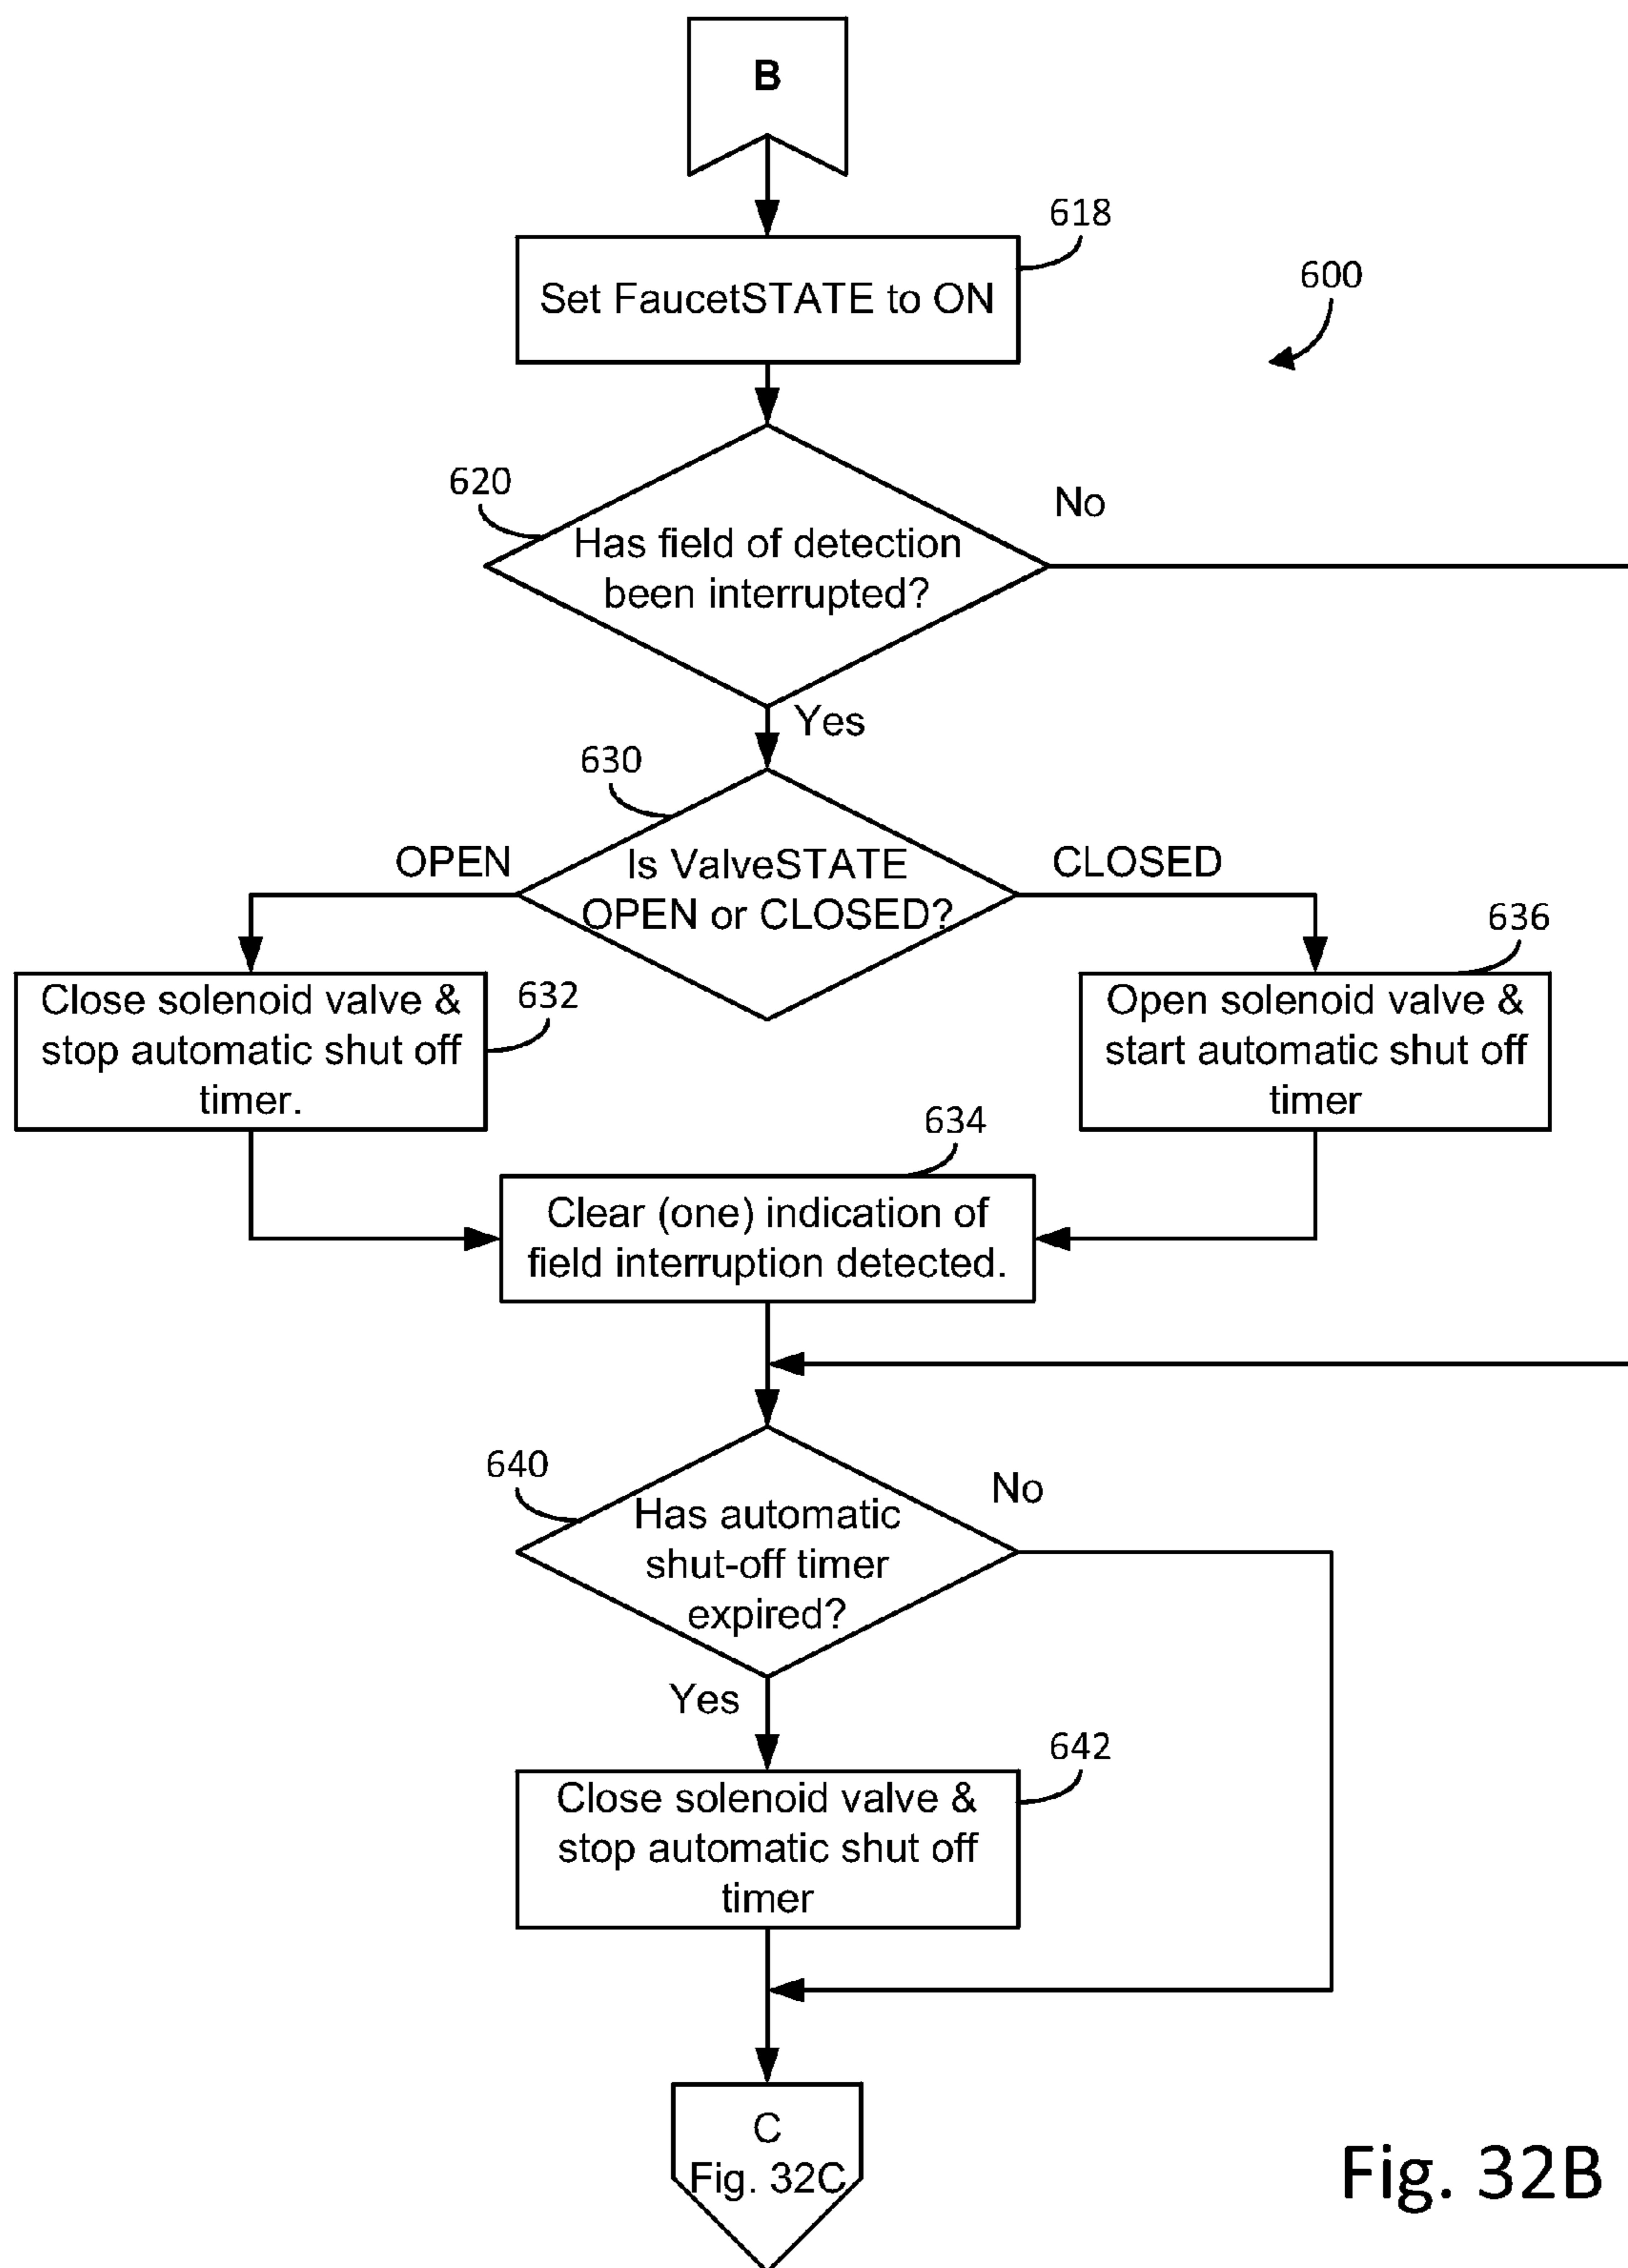 B
618
Set FaucetSTATE to ON
600
620
No
Has field of detection
been interrupted?
Yes
630
OPEN
Is ValveSTATE
OPEN or CLOSED?
CLOSED
636
Close solenoid valve &
stop automatic shut off
timer.
632
Open solenoid valve &
start automatic shut off
timer
634
Clear (one) indication of
field interruption detected.
640
No
Has automatic
shut-off timer
expired?
Yes
642
Close solenoid valve &
stop automatic shut off
timer
C
Fig. 32C
Fig. 32B